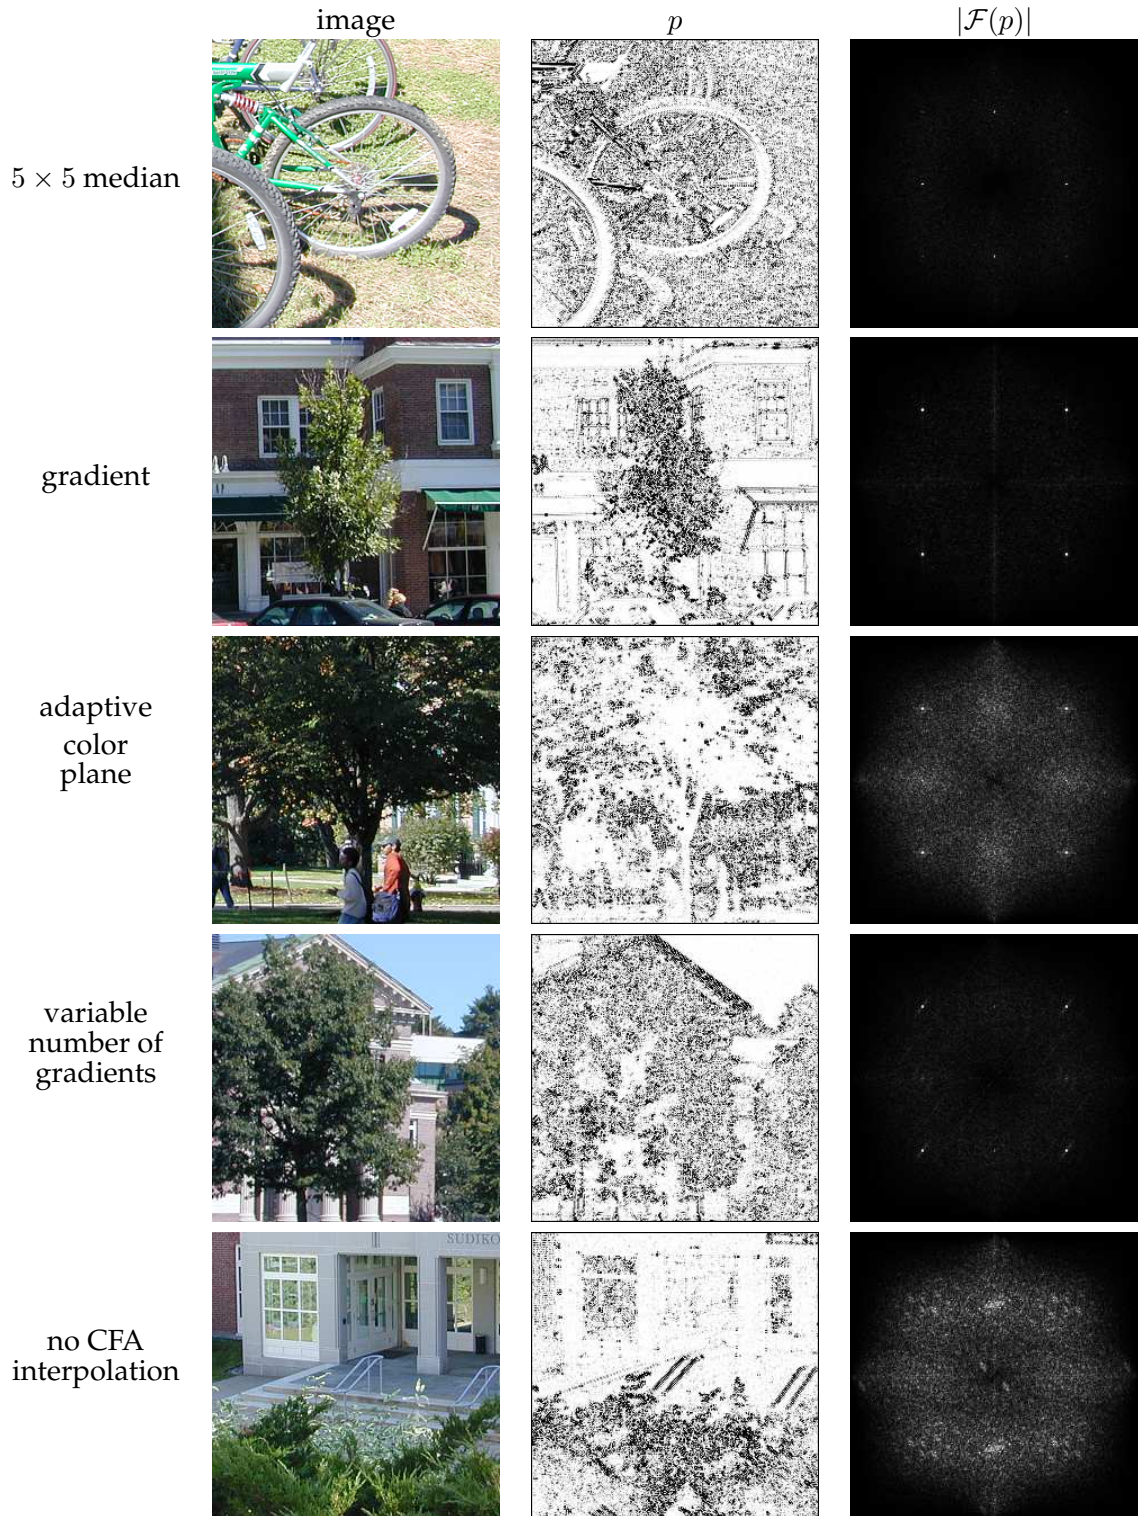 image p |ℱ(p)|
5 × 5 median
gradient
adaptive
color
plane
variable
number of
gradients
SUDIKO
no CFA
interpolation